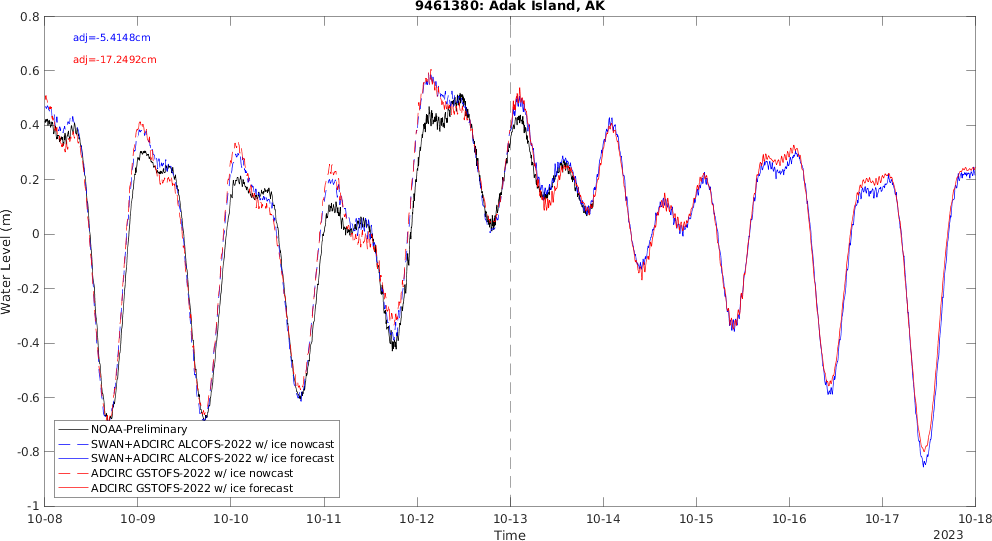 9461380: Adak Island, AK
0.8
adj=-5.4148cm
adj=-17.2492cm
0.6
0.4
0.2
0
-0.2
-0.4
-0.6
-0.8
-1
Water Level (m)
NOAA-Preliminary
SWAN+ADCIRC ALCOFS-2022 w/ ice nowcast
SWAN+ADCIRC ALCOFS-2022 w/ ice forecast
ADCIRC GSTOFS-2022 w/ ice nowcast
ADCIRC GSTOFS-2022 w/ ice forecast
10-08 10-09 10-10 10-11 10-12 10-13 10-14 10-15 10-16 10-17 10-18
Time
2023